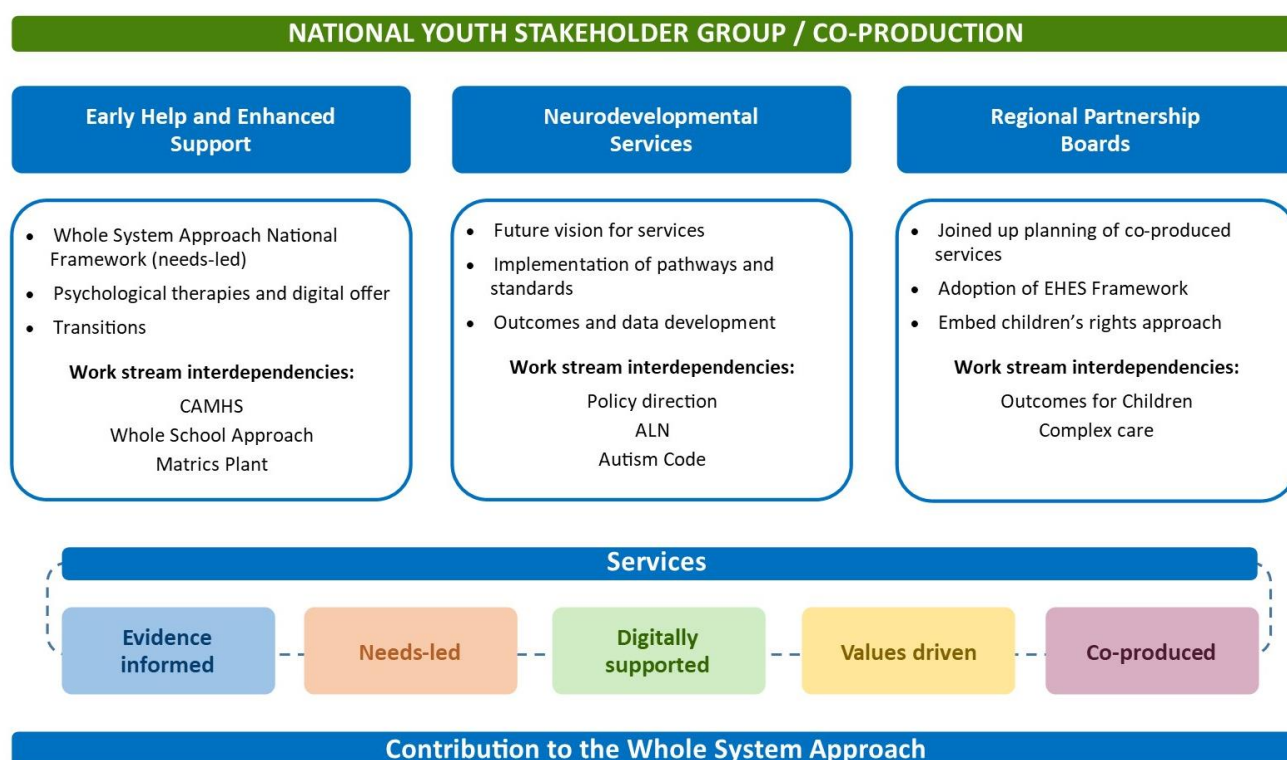 NATIONAL YOUTH STAKEHOLDER GROUP / CO-PRODUCTION
Early Help and Enhanced
Support
• Whole System Approach National
Framework (needs-led)
• Psychological therapies and digital offer
• Transitions
Work stream interdependencies:
CAMHS
Whole School Approach
Matrics Plant
Neurodevelopmental
Services
• Future vision for services
• Implementation of pathways and
standards
• Outcomes and data development
Work stream interdependencies:
Policy direction
ALN
Autism Code
Regional Partnership
Boards
• Joined up planning of co-produced
services
• Adoption of EHES Framework
• Embed children’s rights approach
Work stream interdependencies:
Outcomes for Children
Complex care
Services
Evidence
informed
Needs-led
Digitally
supported
Values driven
Co-produced
Contribution to the Whole System Approach